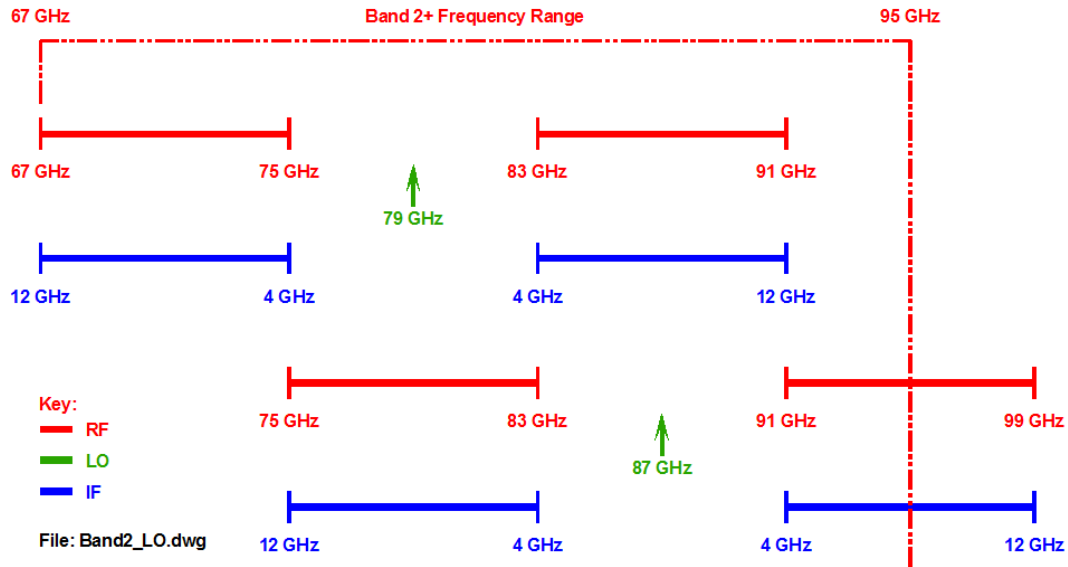 67 GHz Band 2+ Frequency Range 95 GHz
67 GHz 75 GHz 83 GHz 91 GHz
79 GHz
12 GHz 4 GHz 4 GHz 12 GHz
Key:
RF
75 GHz 83 GHz 91 GHz 99 GHz
LO
87 GHz
IF
File: Band2_LO.dwg
12 GHz 4 GHz 4 GHz 12 GHz